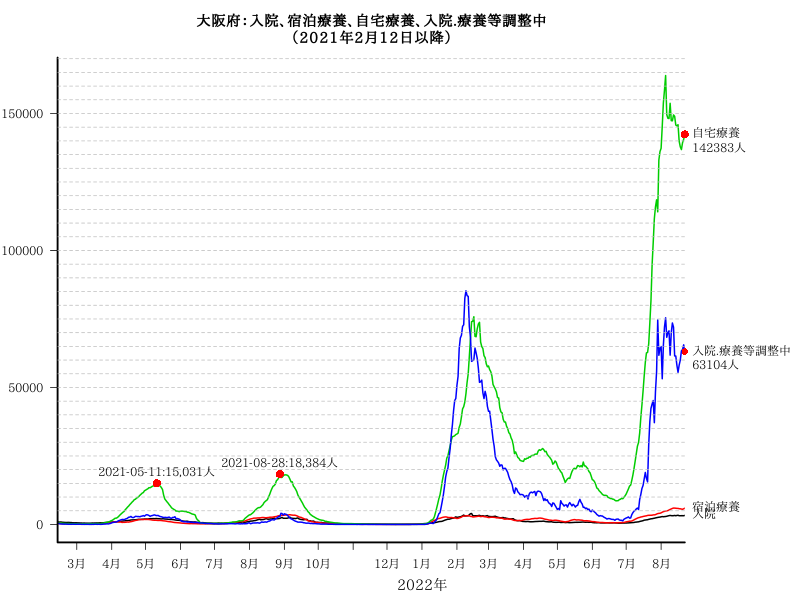 大阪府：入院、宿泊療養、自宅療養、入院.療養等調整中
（2021年2月12日以降）
150000
100000
50000
0
自宅療養
142383人
入院.療養等調整中
63104人
2021-05-11:15,031人
2021-08-28:18,384人
宿泊療養
入院
3月 4月 5月 6月 7月 8月 9月 10月 12月 1月 2月 3月 4月 5月 6月 7月 8月
2022年